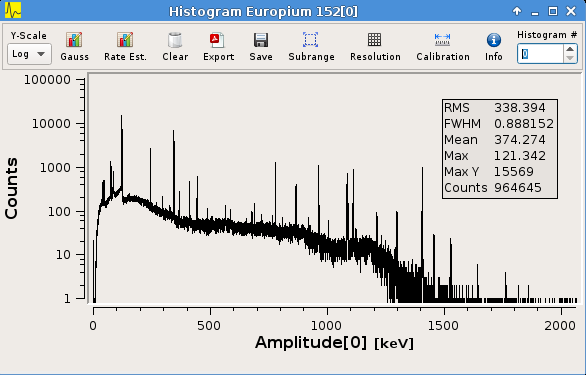 Histogram Europium 152[0]
Y-Scale
Log
Gauss
Rate Est.
Clear
Export
Save
Subrange
Resolution
Calibration
Info
Histogram #
0
Counts
100000
10000
1000
100
10
1
RMS 338.394
FWHM 0.888152
Mean 374.274
Max 121.342
Max Y 15569
Counts 964645
0 500 1000 1500 2000
Amplitude[0] [keV]